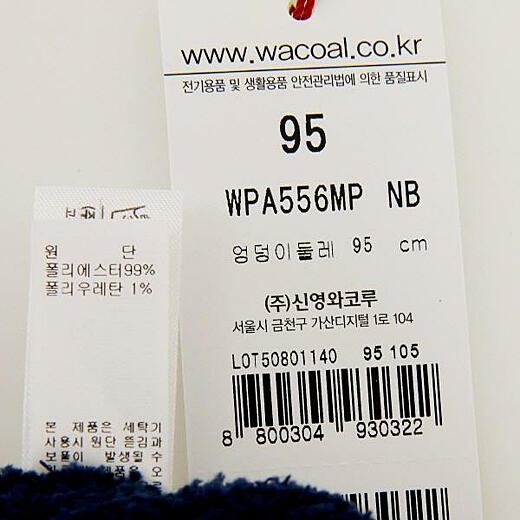 www.wacoal.co.kr
전기용품 및 생활용품 안전관리법에 의한 품질표시
95
WPA556MP NB
엉덩이둘레 95 cm
(주)신영와코루
서울시 금천구 가산디지털 1로 104
LOT50801140 95 105
8 800304 930322
원 단
폴리에스터99%
폴리우레탄 1%
본 제품은 세탁기
사용시 원단 뜯김과
보풀이 발생될 수
제품은 오